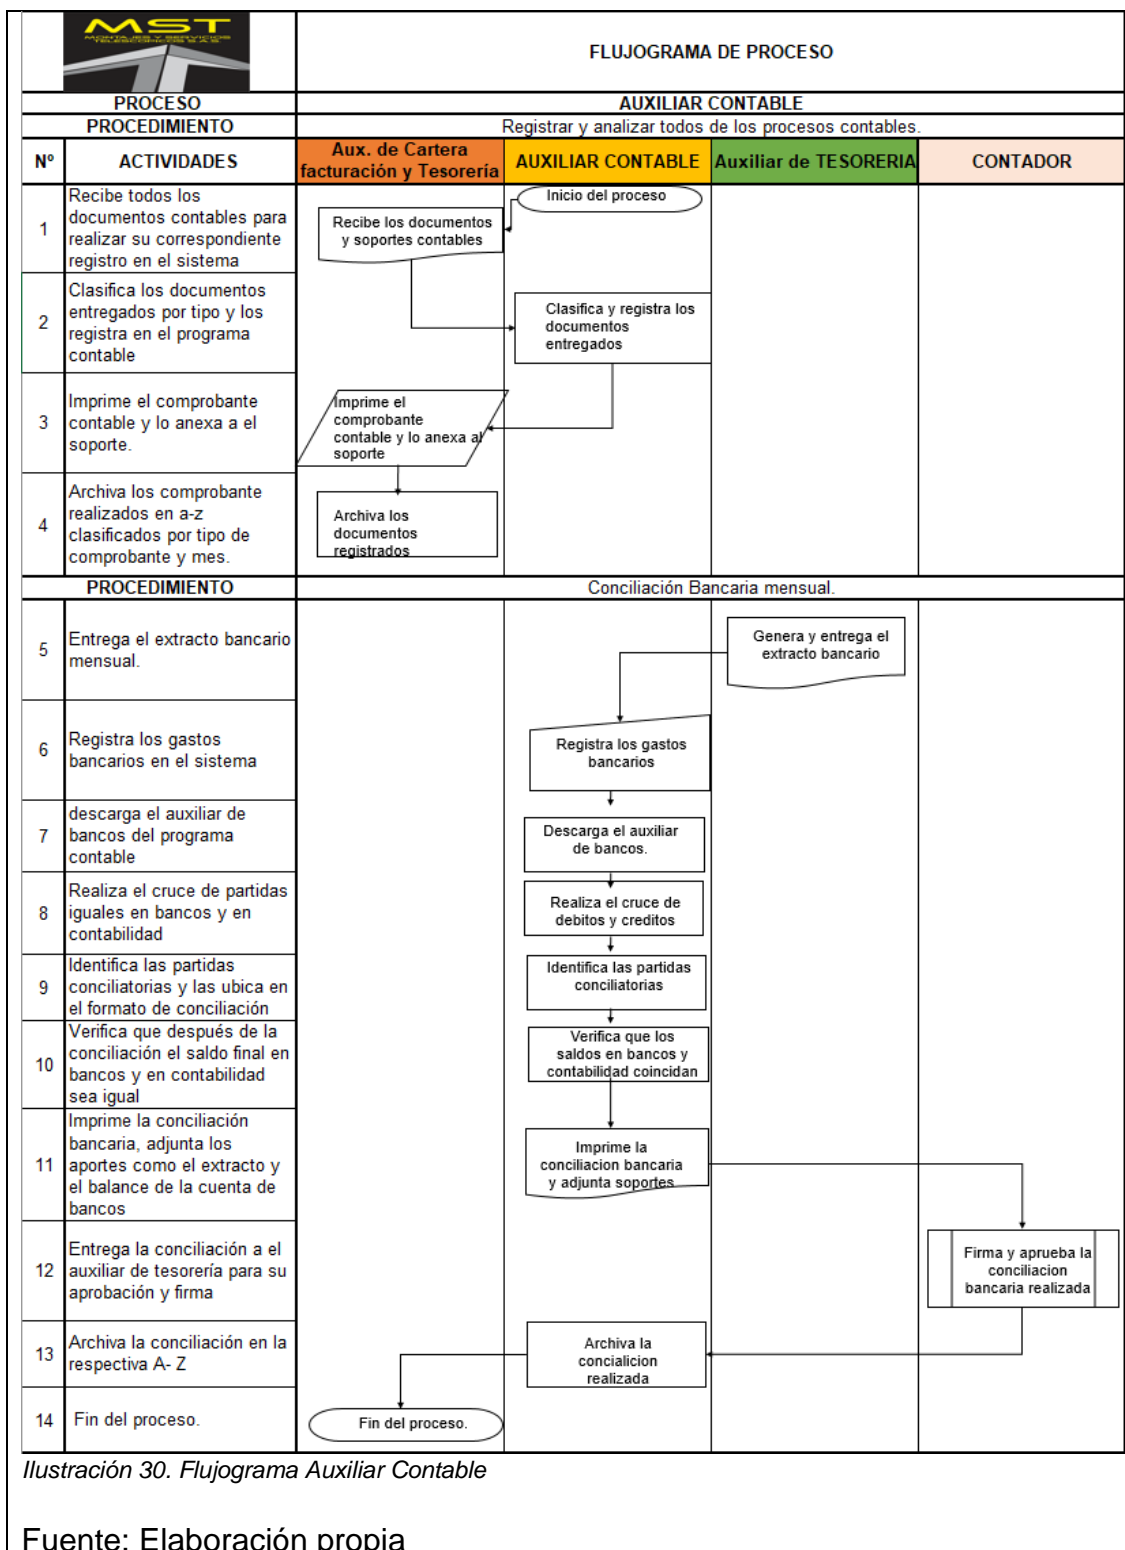 MST
MONTAJES Y SERVICIOS
TELESCOPICOS S.A.S.
FLUJOGRAMA DE PROCESO
PROCESO
AUXILIAR CONTABLE
PROCEDIMIENTO
Registrar y analizar todos de los procesos contables.
Nº
ACTIVIDADES
Aux. de Cartera
facturación y Tesorería
AUXILIAR CONTABLE
Auxiliar de TESORERIA
CONTADOR
1
Recibe todos los
documentos contables para
realizar su correspondiente
registro en el sistema
Inicio del proceso
Recibe los documentos
y soportes contables
2
Clasifica los documentos
entregados por tipo y los
registra en el programa
contable
Clasifica y registra los
documentos
entregados
3
Imprime el comprobante
contable y lo anexa a el
soporte.
Imprime el
comprobante
contable y lo anexa al
soporte
4
Archiva los comprobante
realizados en a-z
clasificados por tipo de
comprobante y mes.
Archiva los
documentos
registrados
PROCEDIMIENTO
Conciliación Bancaria mensual.
5
Entrega el extracto bancario
mensual.
Genera y entrega el
extracto bancario
6
Registra los gastos
bancarios en el sistema
Registra los gastos
bancarios
7
descarga el auxiliar de
bancos del programa
contable
Descarga el auxiliar
de bancos.
8
Realiza el cruce de partidas
iguales en bancos y en
contabilidad
Realiza el cruce de
debitos y creditos
9
Identifica las partidas
conciliatorias y las ubica en
el formato de conciliación
Identifica las partidas
conciliatorias
10
Verifica que después de la
conciliación el saldo final en
bancos y en contabilidad
sea igual
Verifica que los
saldos en bancos y
contabilidad coincidan
11
Imprime la conciliación
bancaria, adjunta los
aportes como el extracto y
el balance de la cuenta de
bancos
Imprime la
conciliacion bancaria
y adjunta soportes
12
Entrega la conciliación a el
auxiliar de tesorería para su
aprobación y firma
Firma y aprueba la
conciliacion
bancaria realizada
13
Archiva la conciliación en la
respectiva A- Z
Archiva la
concialicion
realizada
14
Fin del proceso.
Fin del proceso.
Ilustración 30. Flujograma Auxiliar Contable
Fuente: Elaboración propia